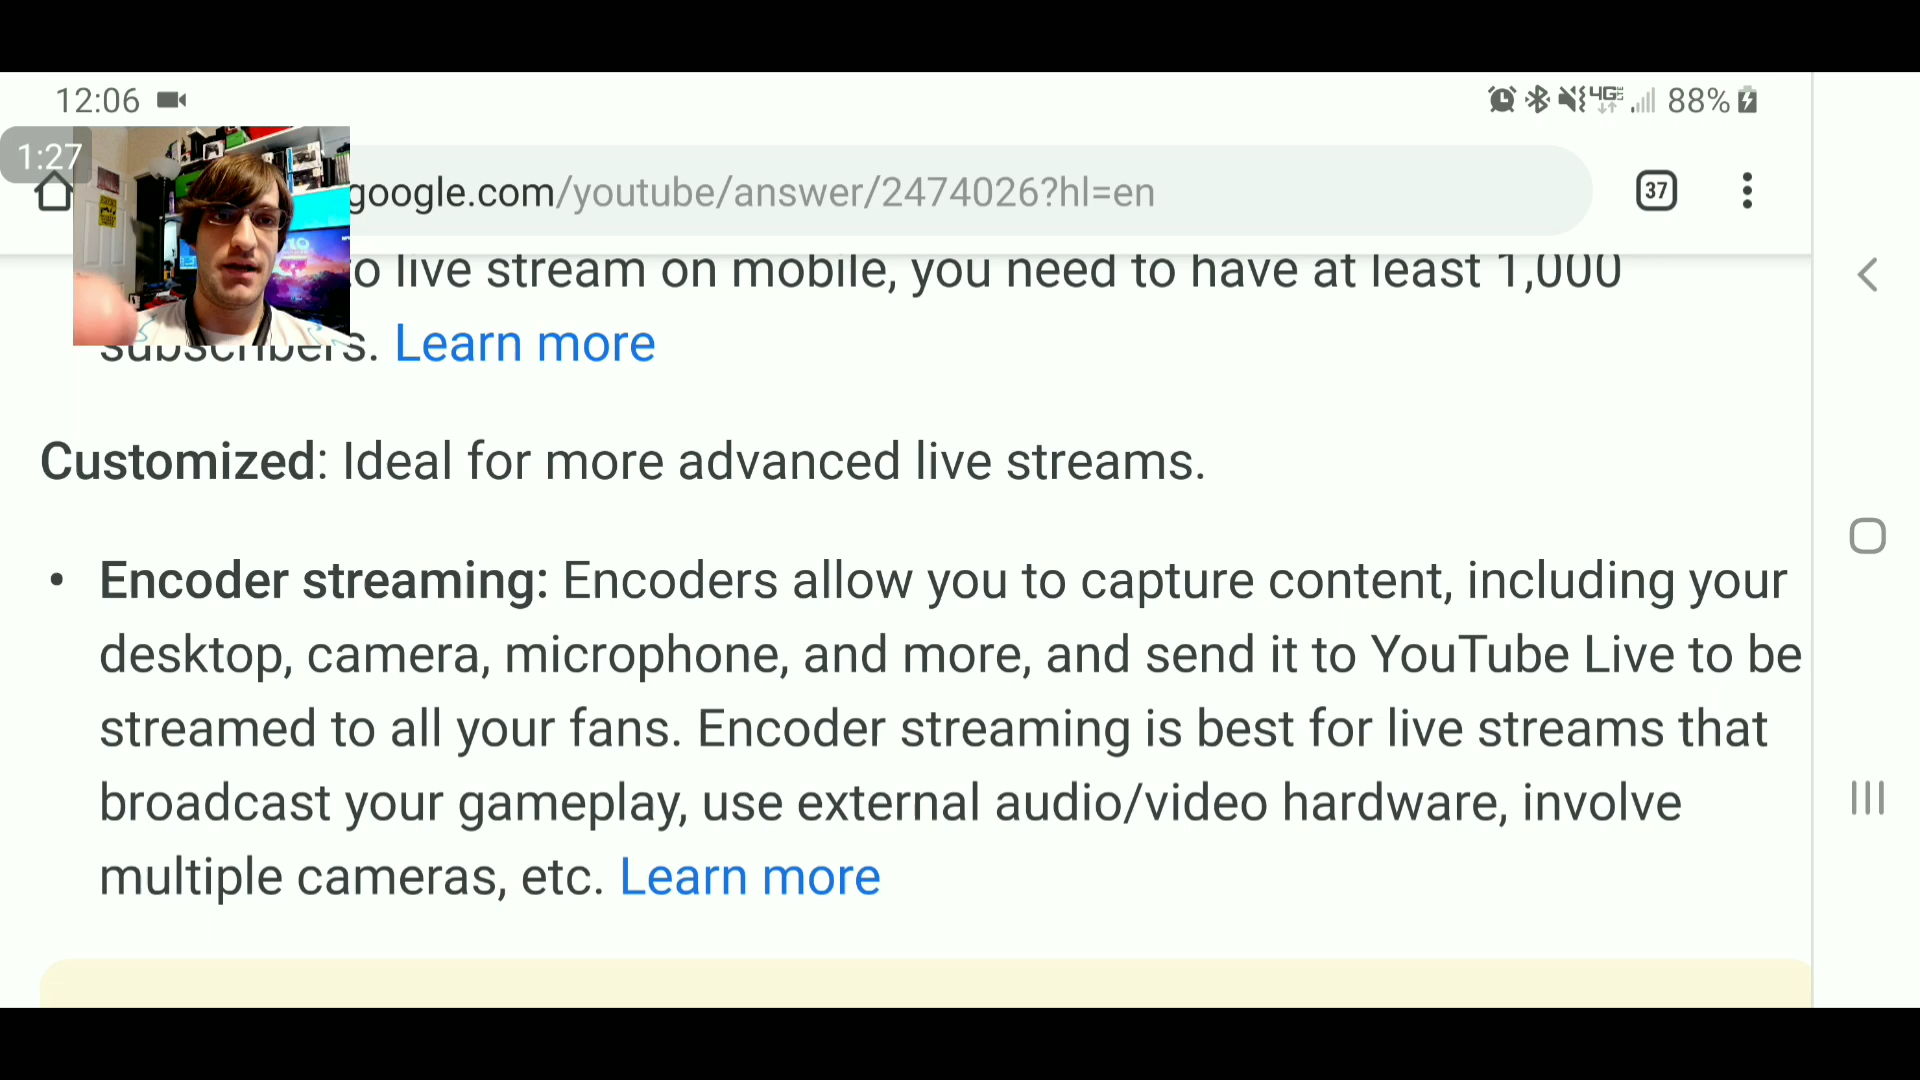 12:06
4G LTE 88%
1:27
google.com/youtube/answer/2474026?hl=en
37
o live stream on mobile, you need to have at least 1,000
subscribers. Learn more
Customized: Ideal for more advanced live streams.
• Encoder streaming: Encoders allow you to capture content, including your
desktop, camera, microphone, and more, and send it to YouTube Live to be
streamed to all your fans. Encoder streaming is best for live streams that
broadcast your gameplay, use external audio/video hardware, involve
multiple cameras, etc. Learn more